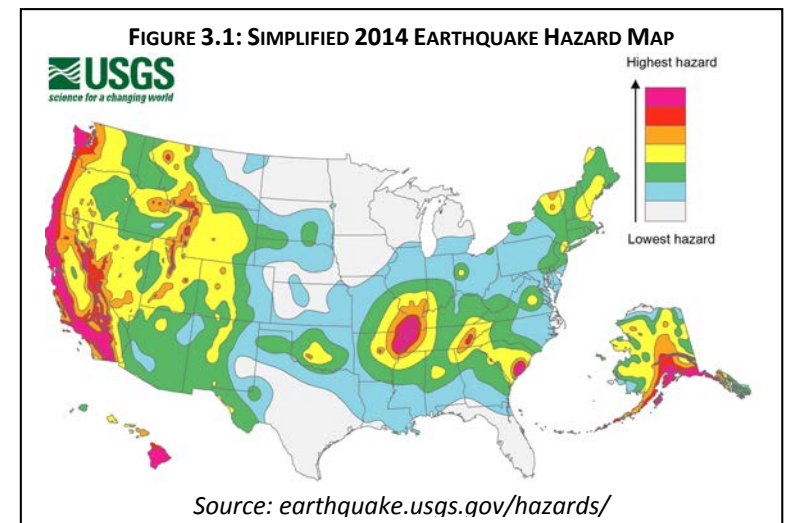 FIGURE 3.1: SIMPLIFIED 2014 EARTHQUAKE HAZARD MAP
USGS
science for a changing world
Highest hazard
Lowest hazard
Source: earthquake.usgs.gov/hazards/